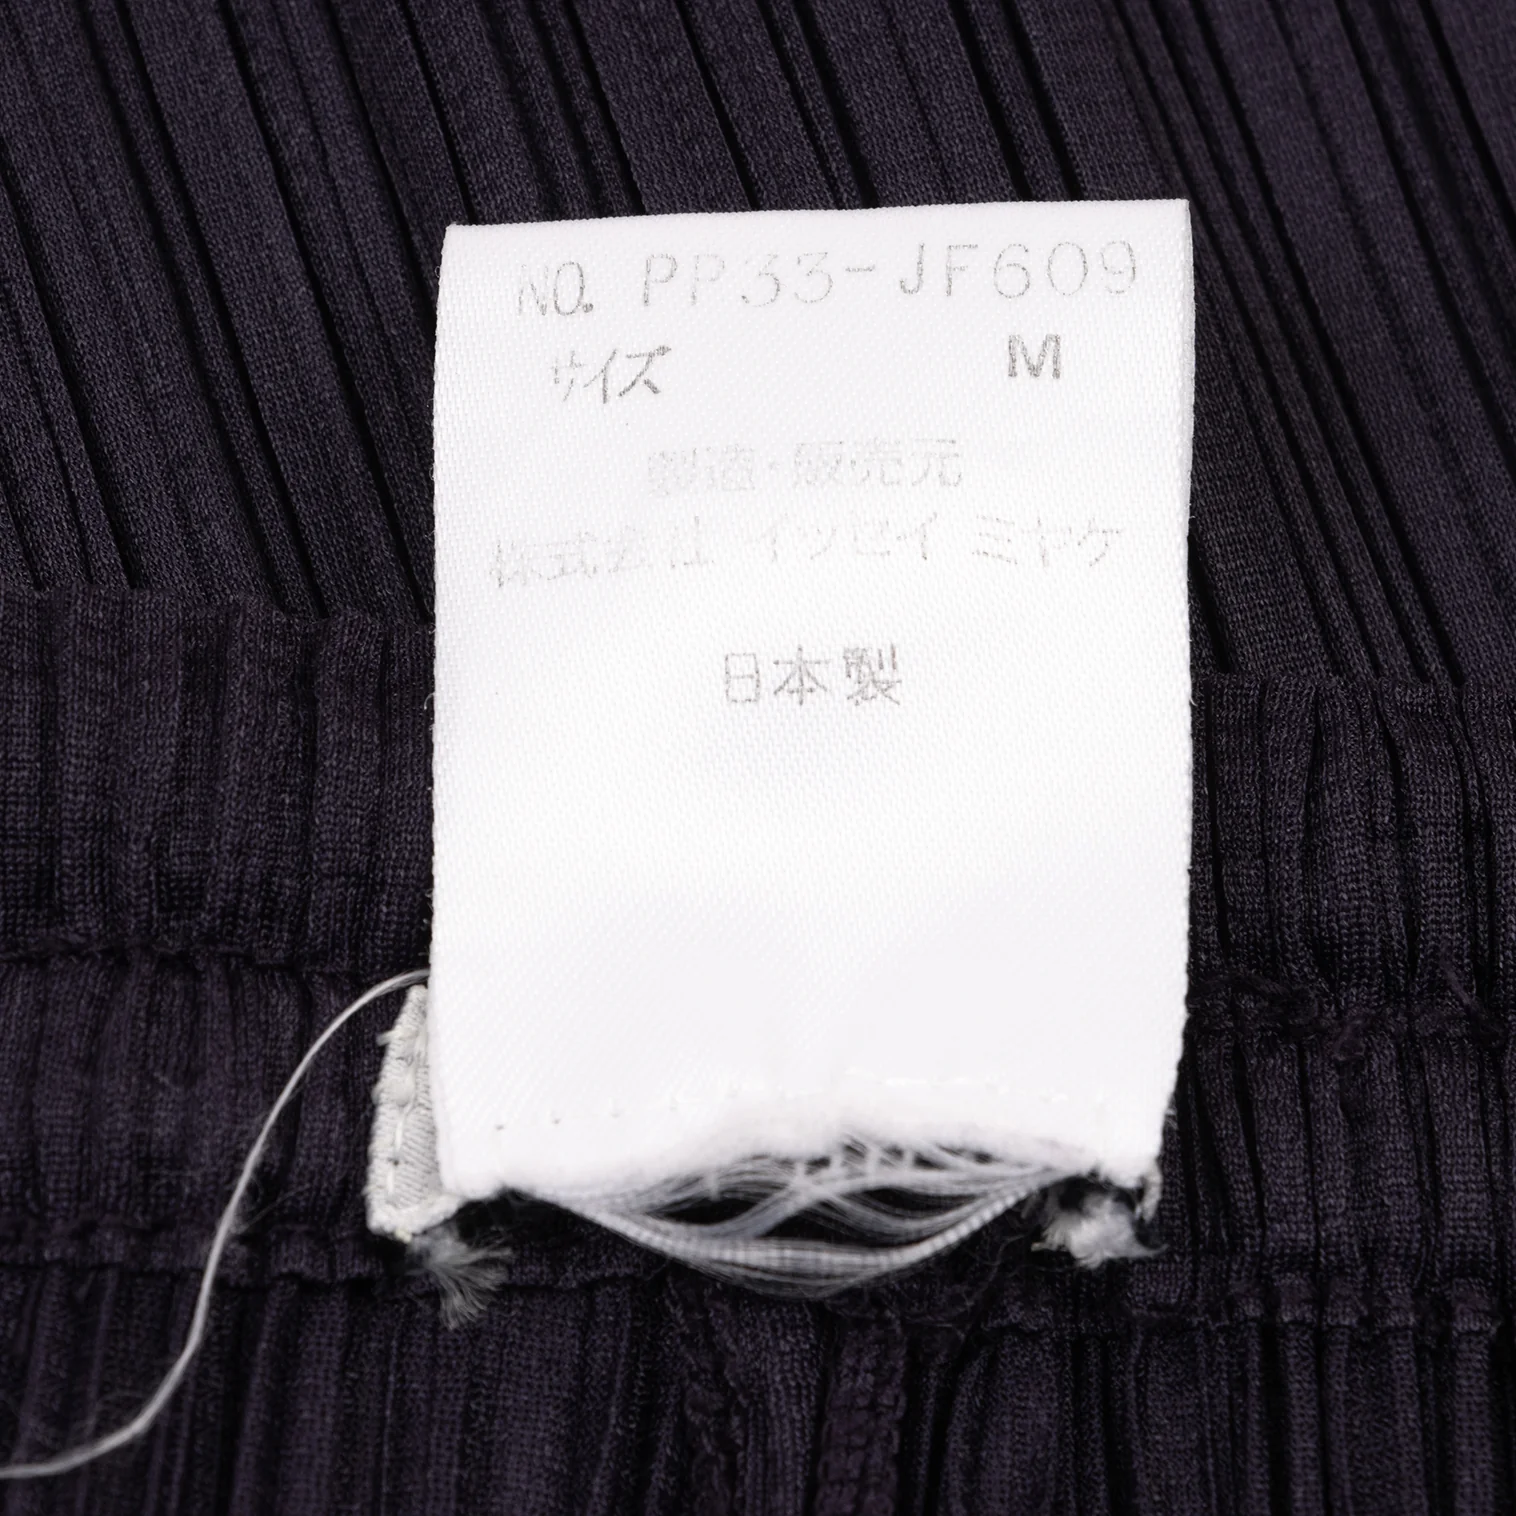 NO. PP33-JF609
サイズ M
製造・販売元
株式会社 イッセイ ミヤケ
日本製